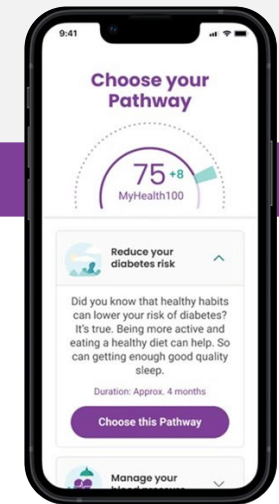 9:41
Choose your
Pathway
75 +8
MyHealth100
Reduce your
diabetes risk
Did you know that healthy habits
can lower your risk of diabetes?
It's true. Being more active and
eating a healthy diet can help. So
can getting enough good quality
sleep.
Duration: Approx. 4 months
Choose this Pathway
Manage your
blood pressure